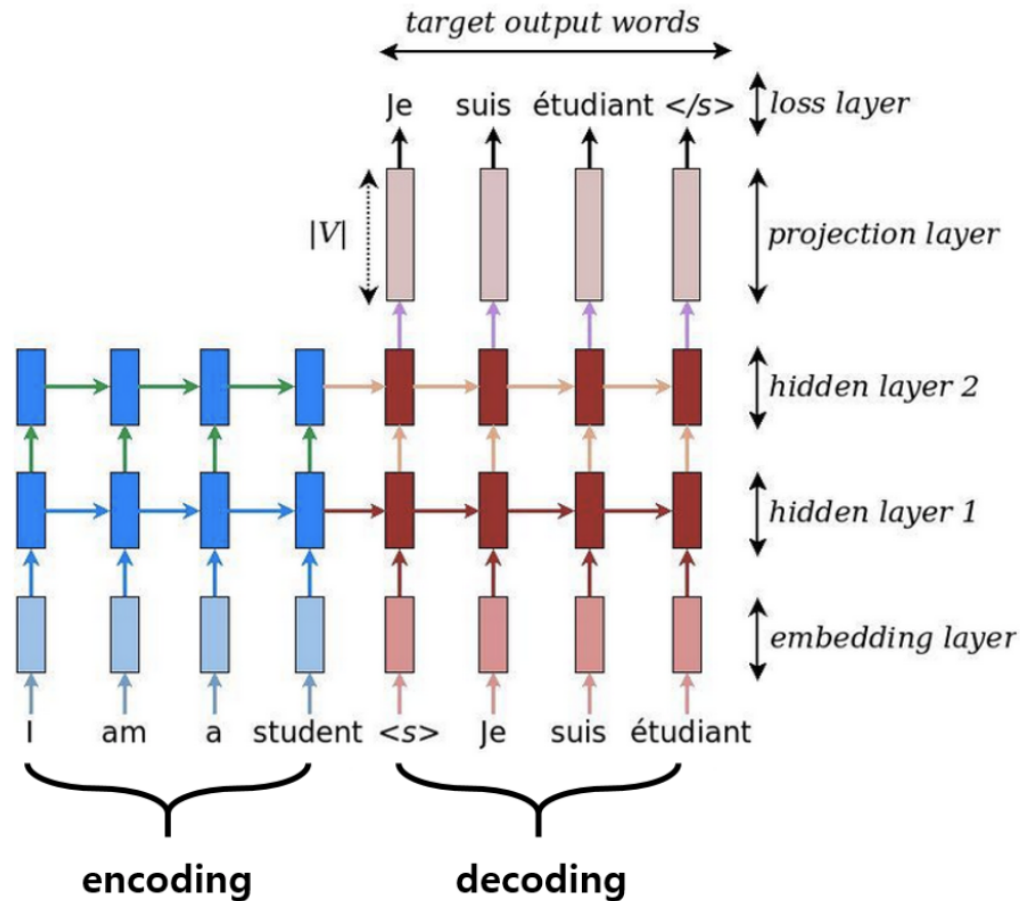 target output words
Je suis étudiant </s> loss layer
|V| projection layer
hidden layer 2
hidden layer 1
embedding layer
I am a student <s> Je suis étudiant
encoding decoding